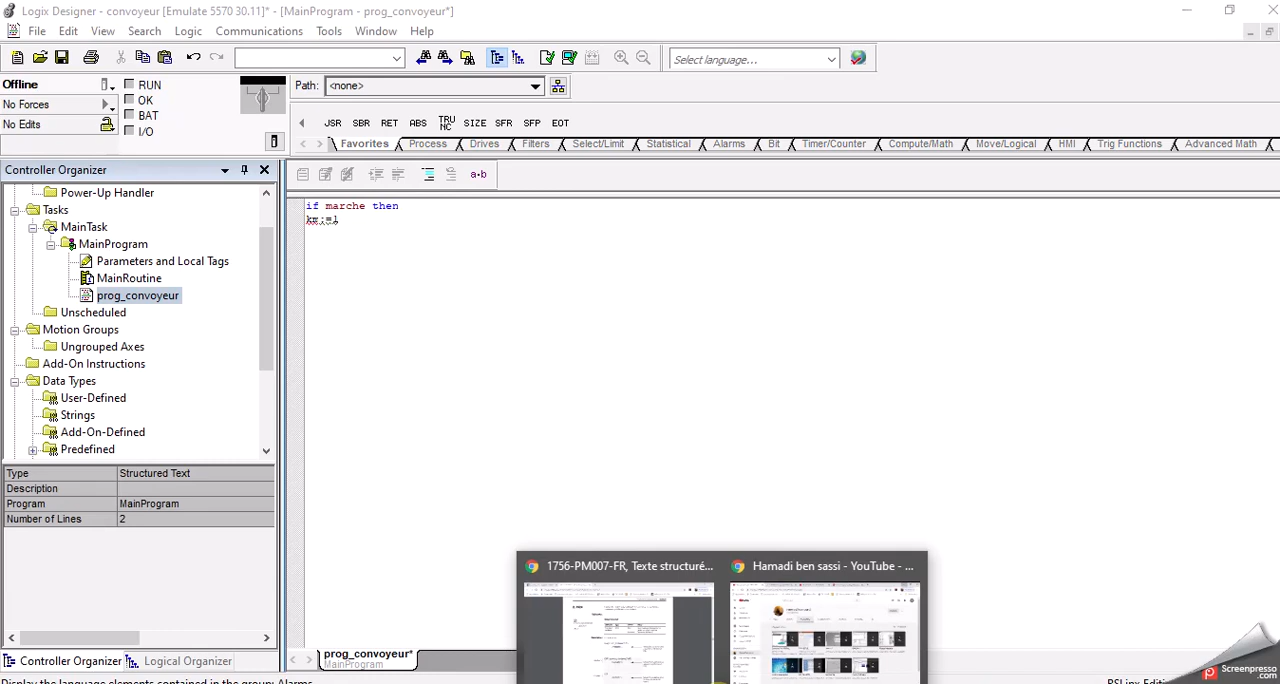 Logix Designer - convoyeur [Emulate 5570 30.11]* - [MainProgram - prog_convoyeur*]
File Edit View Search Logic Communications Tools Window Help
Select language...
Offline
RUN
No Forces
OK
No Edits
BAT
I/O
Path: <none>
JSR SBR RET ABS TRUNC SIZE SFR SFP EOT
Favorites Process Drives Filters Select/Limit Statistical Alarms Bit Timer/Counter Compute/Math Move/Logical HMI Trig Functions Advanced Math
Controller Organizer
a-b
Power-Up Handler
Tasks
MainTask
MainProgram
Parameters and Local Tags
MainRoutine
prog_convoyeur
Unscheduled
Motion Groups
Ungrouped Axes
Add-On Instructions
Data Types
User-Defined
Strings
Add-On-Defined
Predefined
if marche then
Type Structured Text
Description
Program MainProgram
Number of Lines 2
1756-PM007-FR, Texte structuré...
Hamadi ben sassi - YouTube - ...
prog_convoyeur*
MainProgram
Screenpresso
.com